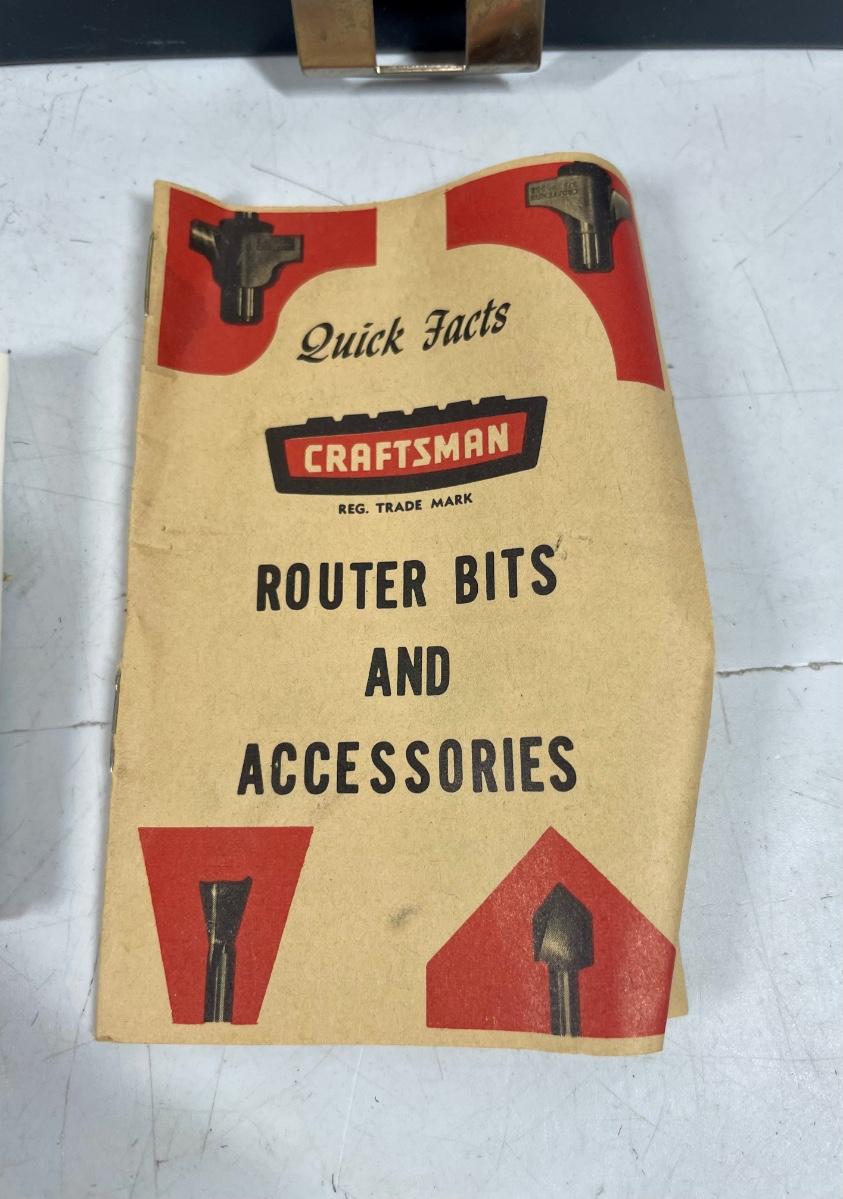 Quick Facts
CRAFTSMAN
REG. TRADE MARK
ROUTER BITS
AND
ACCESSORIES